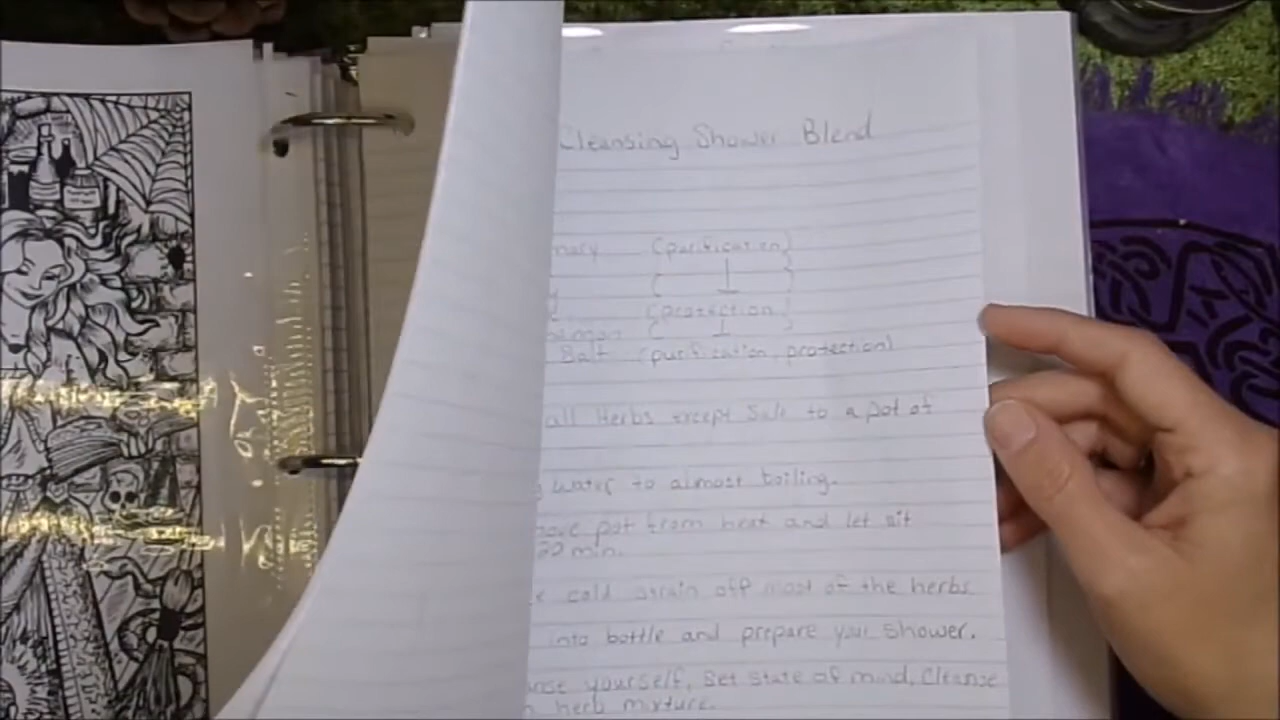 Cleansing Shower Blend
(purification)
(protection)
Salt (purification, protection)
all Herbs except Salt to a pot of
water to almost boiling.
pot from heat and let sit
min.
cold strain off most of the herbs
into bottle and prepare your shower.
yourself, Set state of mind, Cleanse
herb mixture.